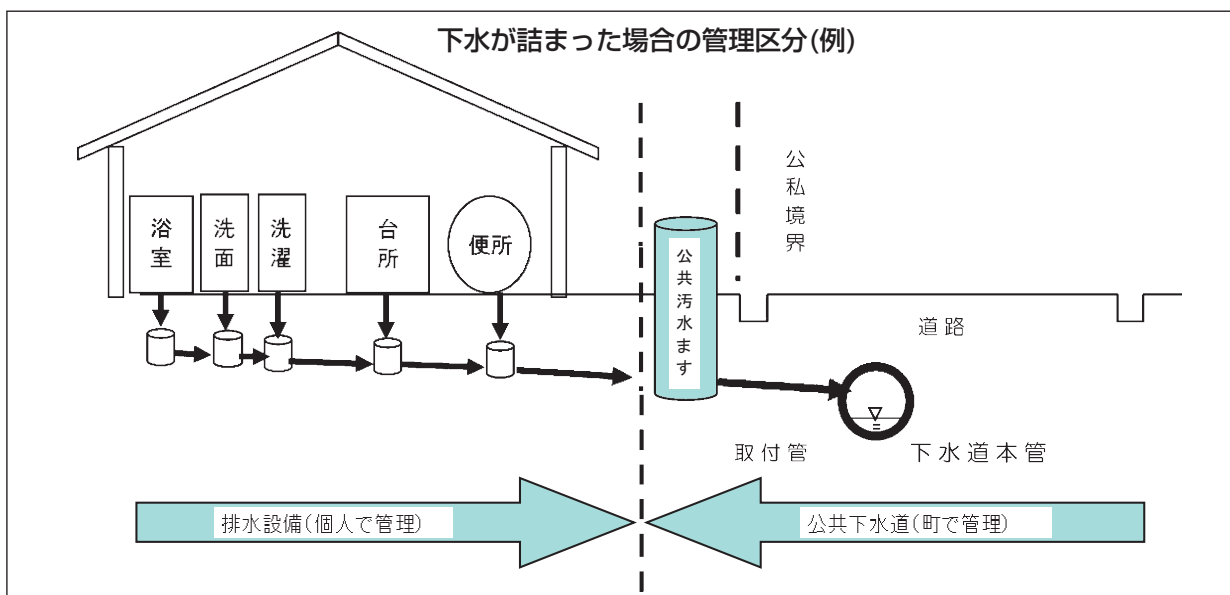 下水が詰まった場合の管理区分(例)
公私境界
浴室
洗面
洗濯
台所
便所
公共汚水ます
道路
取付管
下水道本管
排水設備(個人で管理)
公共下水道(町で管理)